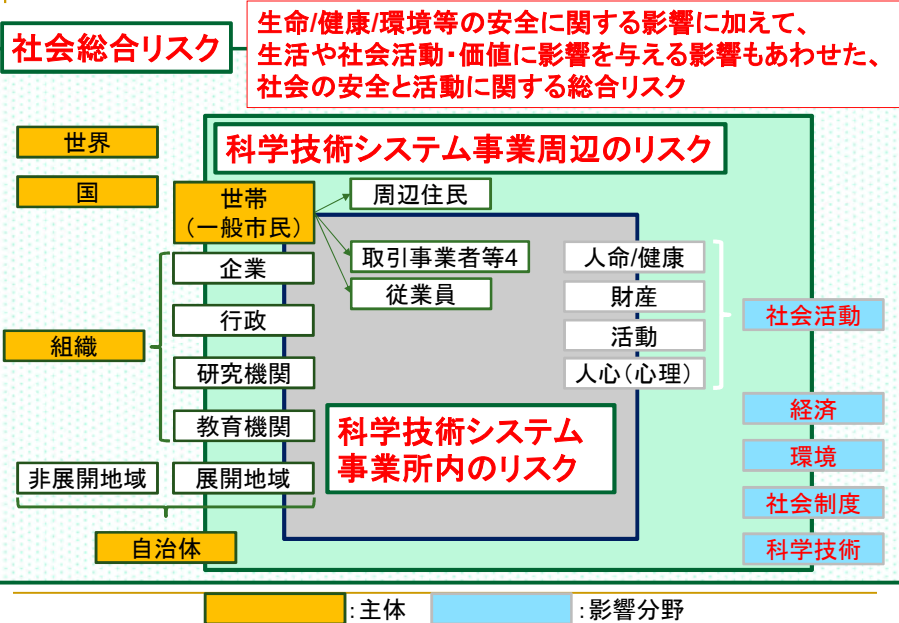 社会総合リスク
生命/健康/環境等の安全に関する影響に加えて、
生活や社会活動・価値に影響を与える影響もあわせた、
社会の安全と活動に関する総合リスク
世界
国
科学技術システム事業周辺のリスク
世帯
（一般市民）
周辺住民
取引事業者等4
従業員
企業
行政
研究機関
教育機関
組織
人命/健康
財産
活動
人心（心理）
社会活動
経済
環境
社会制度
科学技術
科学技術システム
事業所内のリスク
非展開地域
展開地域
自治体
：主体
：影響分野